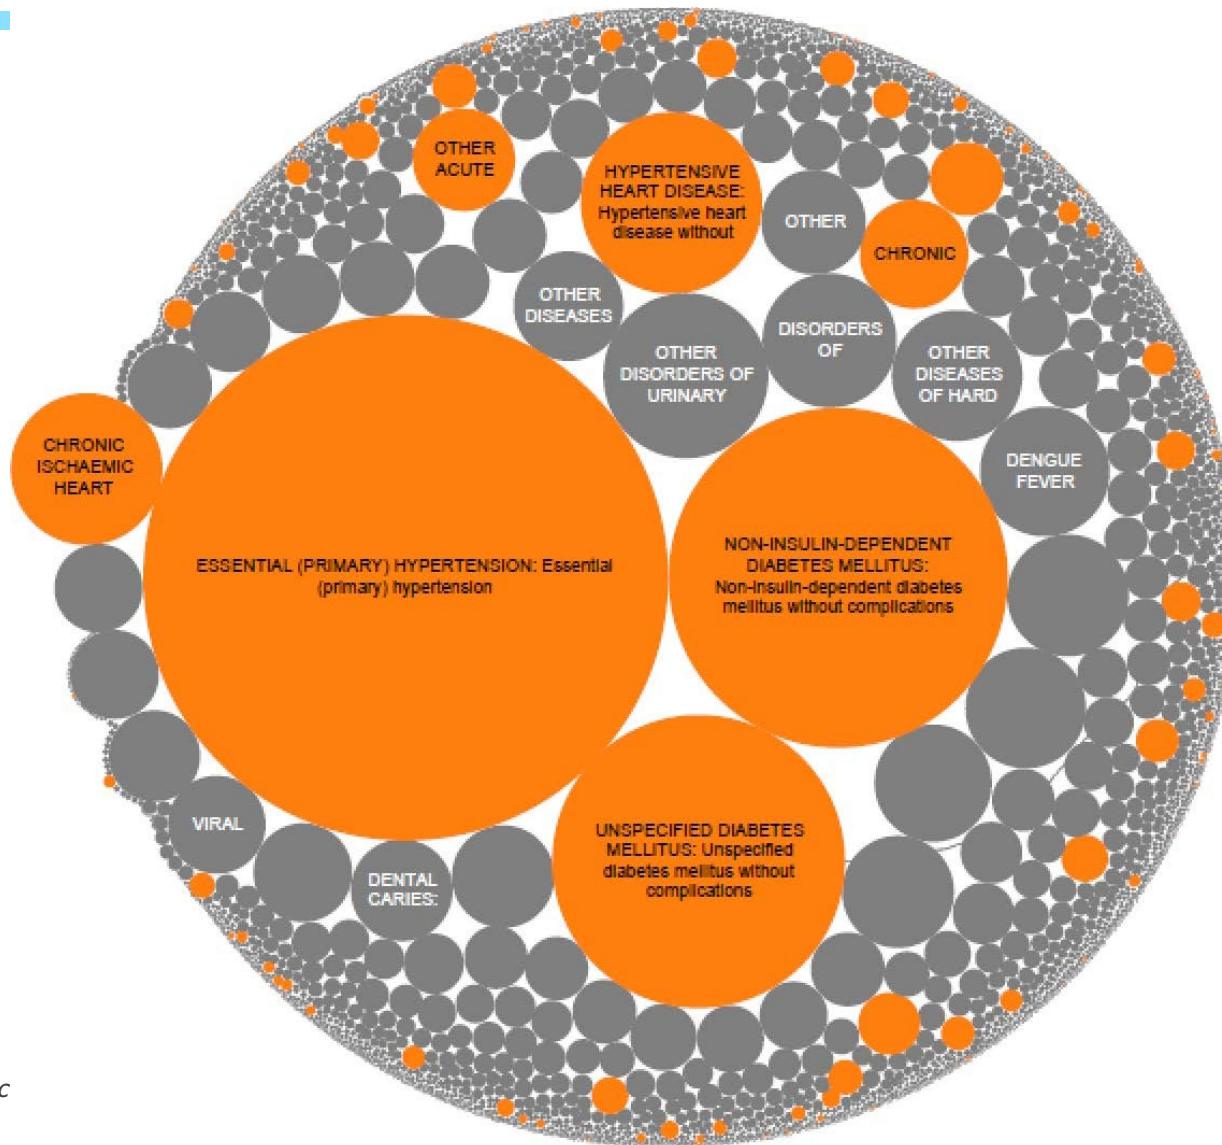 OTHER
ACUTE
HYPERTENSIVE
HEART DISEASE:
Hypertensive heart
disease without
OTHER
CHRONIC
OTHER
DISEASES
DISORDERS
OF
OTHER
DISORDERS OF
URINARY
OTHER
DISEASES
OF HARD
CHRONIC
ISCHAEMIC
HEART
DENGUE
FEVER
ESSENTIAL (PRIMARY) HYPERTENSION: Essential
(primary) hypertension
NON-INSULIN-DEPENDENT
DIABETES MELLITUS:
Non-insulin-dependent diabetes
mellitus without complications
VIRAL
UNSPECIFIED DIABETES
MELLITUS: Unspecified
diabetes mellitus without
complications
DENTAL
CARIES:
c